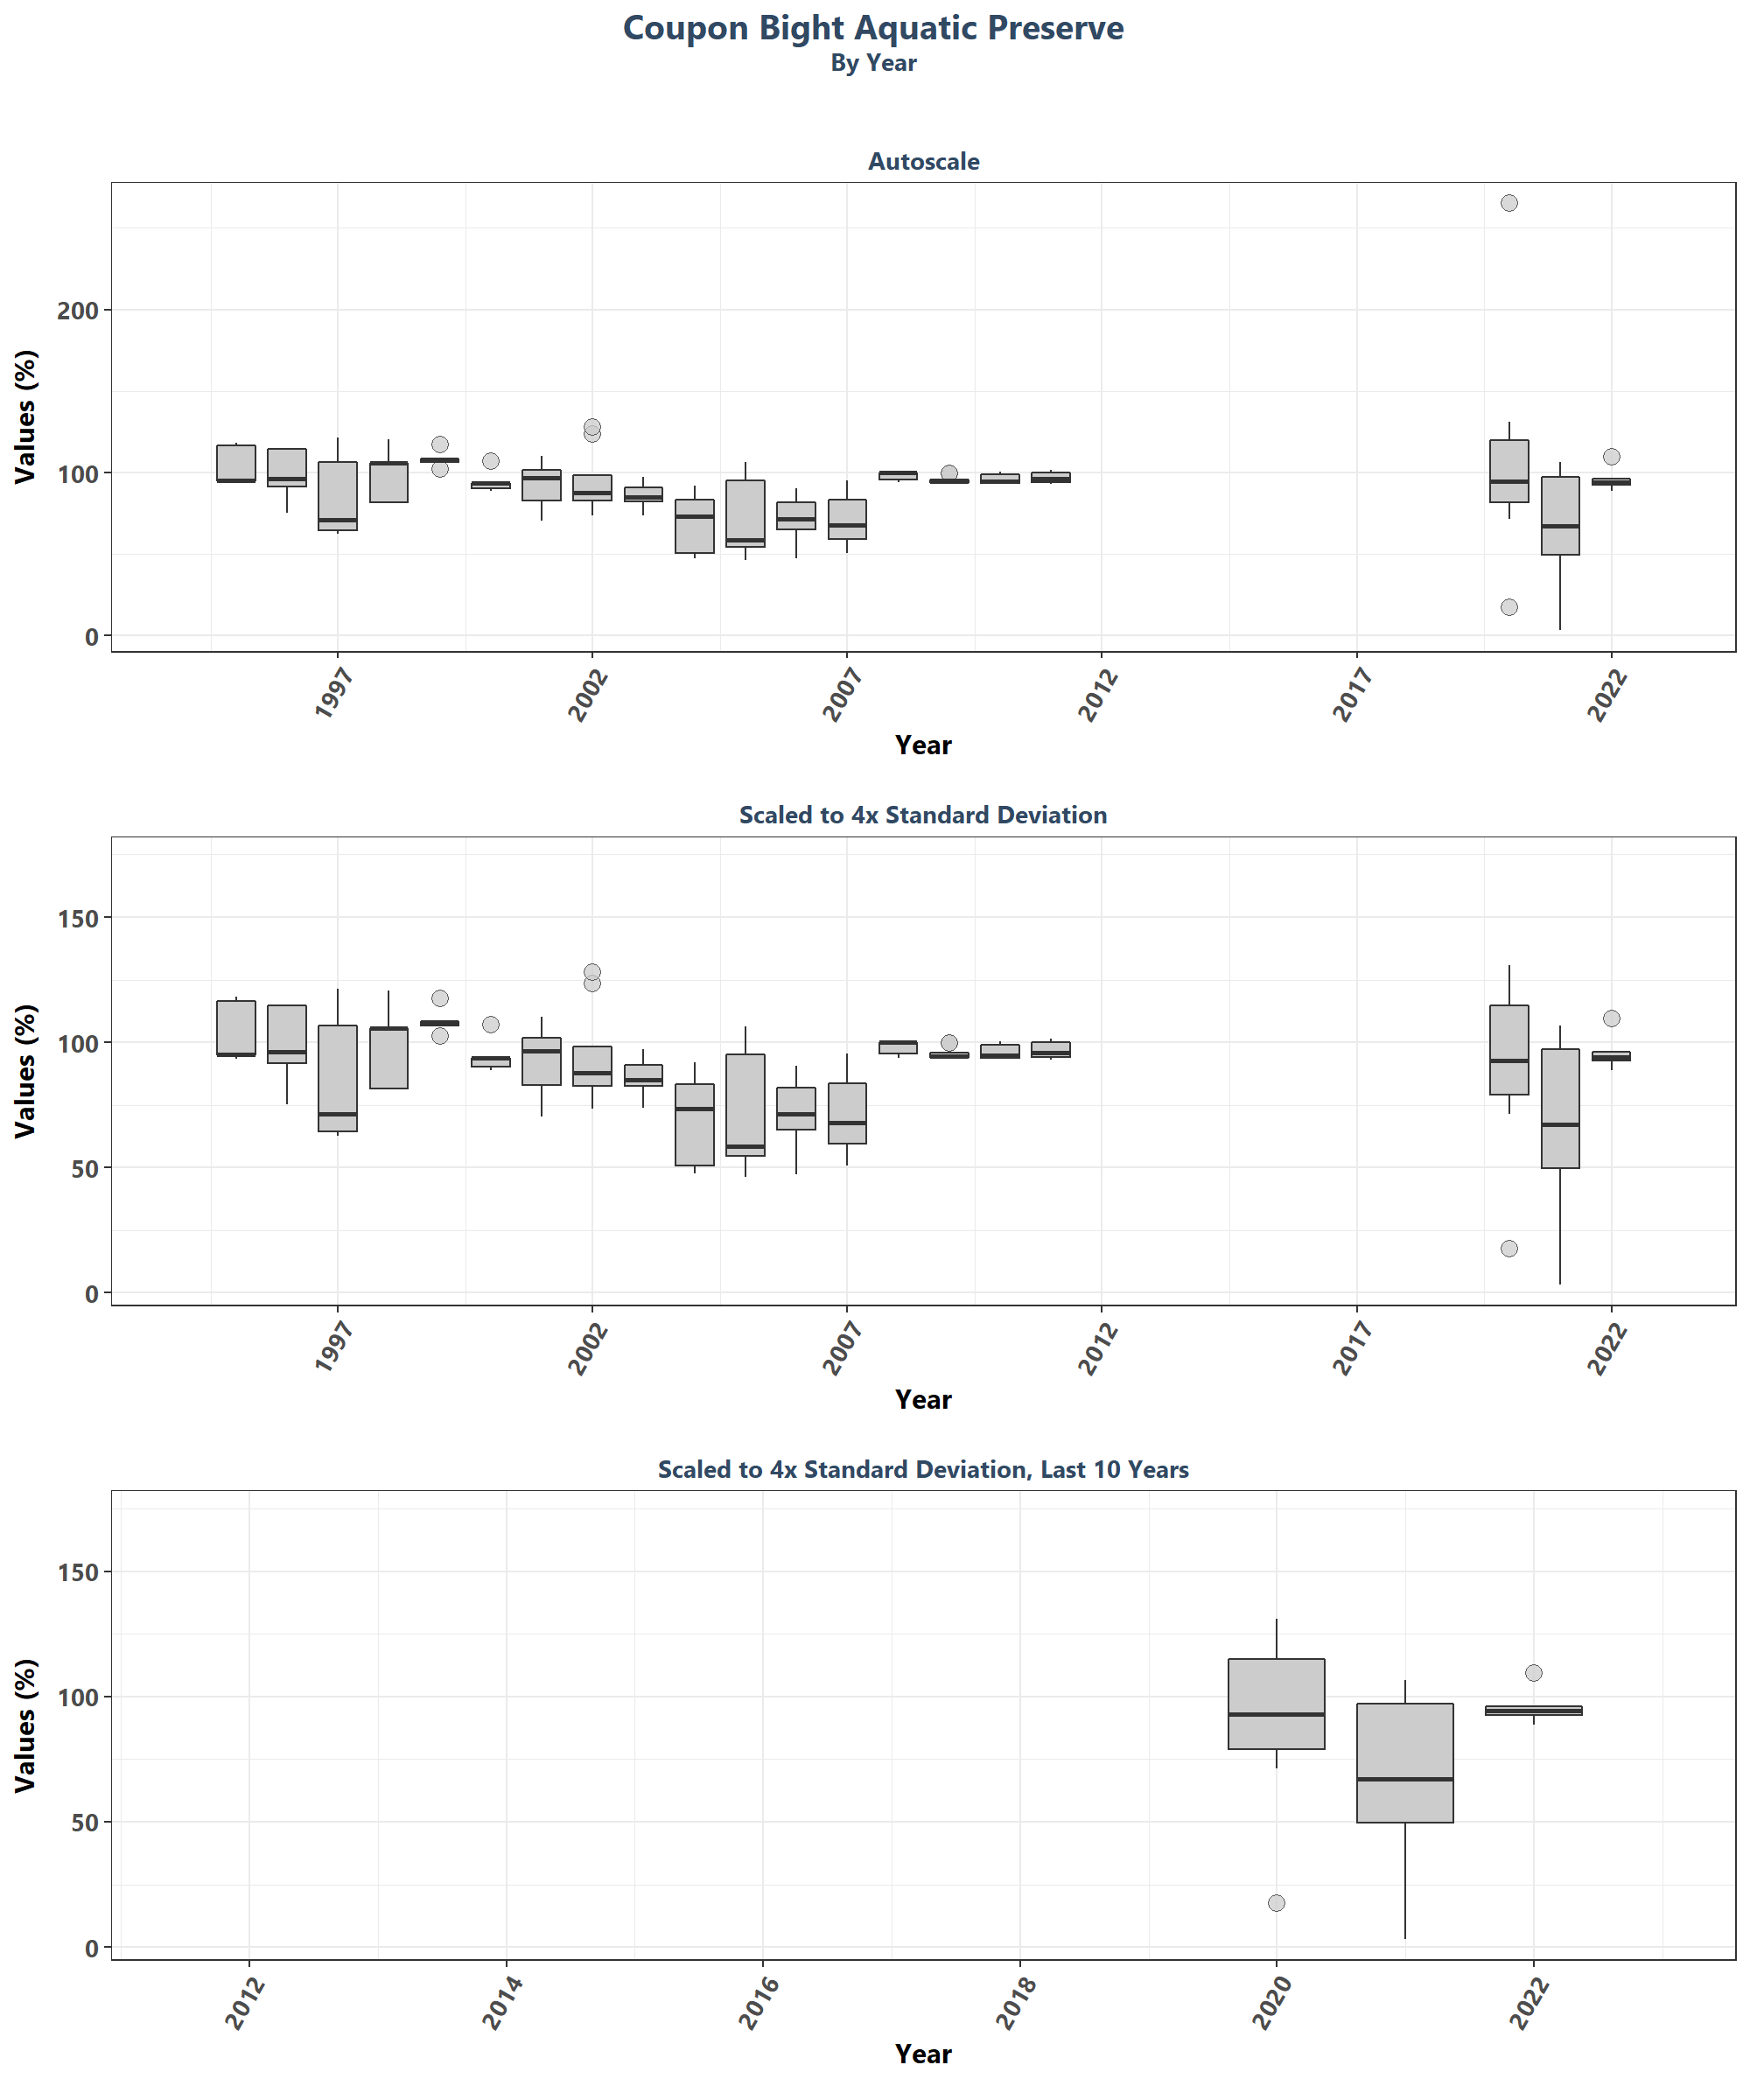 Coupon Bight Aquatic Preserve
By Year
Autoscale
Values (%)
200
100
0
1997
2002
2007
2012
2017
2022
Year
Scaled to 4x Standard Deviation
Values (%)
150
100
50
0
1997
2002
2007
2012
2017
2022
Year
Scaled to 4x Standard Deviation, Last 10 Years
Values (%)
150
100
50
0
2012
2014
2016
2018
2020
2022
Year